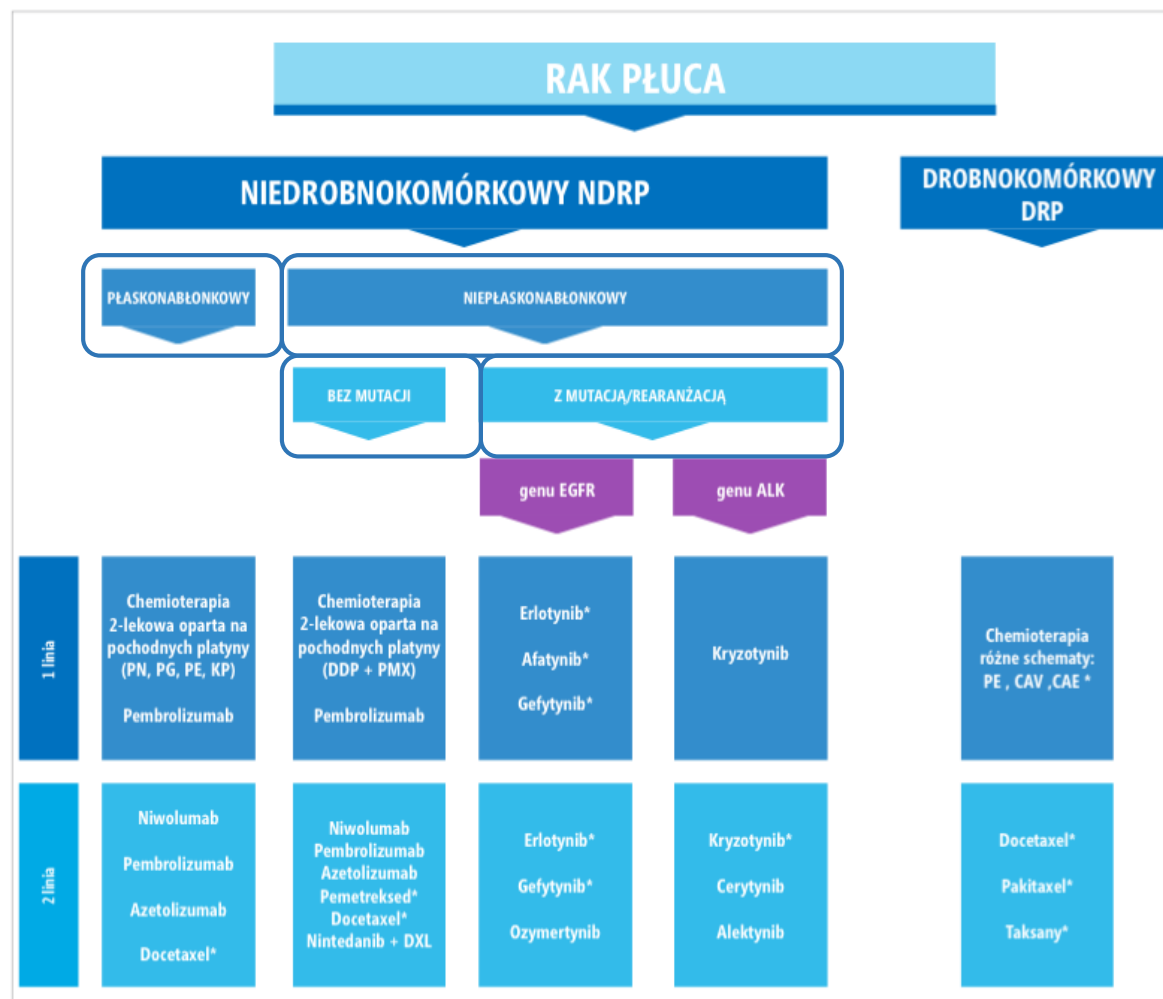 RAK PŁUCA
NIEDROBNOKOMÓRKOWY NDRP
DROBNOKOMÓRKOWY
DRP
PŁASKONABŁONKOWY
NIEPŁASKONABŁONKOWY
BEZ MUTACJI
Z MUTACJĄ/REARANŻACJĄ
genu EGFR
genu ALK
1 linia
Chemioterapia
2-lekowa oparta na
pochodnych platyny
(PN, PG, PE, KP)
Pembrolizumab
Chemioterapia
2-lekowa oparta na
pochodnych platyny
(DDP + PMX)
Pembrolizumab
Erlotynib*
Afatynib*
Gefytynib*
Kryzotynib
Chemioterapia
różne schematy:
PE , CAV ,CAE *
2 linia
Niwolumab
Pembrolizumab
Azetolizumab
Docetaxel*
Niwolumab
Pembrolizumab
Azetolizumab
Pemetreksed*
Docetaxel*
Nintedanib + DXL
Erlotynib*
Gefytynib*
Ozymertynib
Kryzotynib*
Cerytynib
Alektynib
Docetaxel*
Pakitaxel*
Taksany*